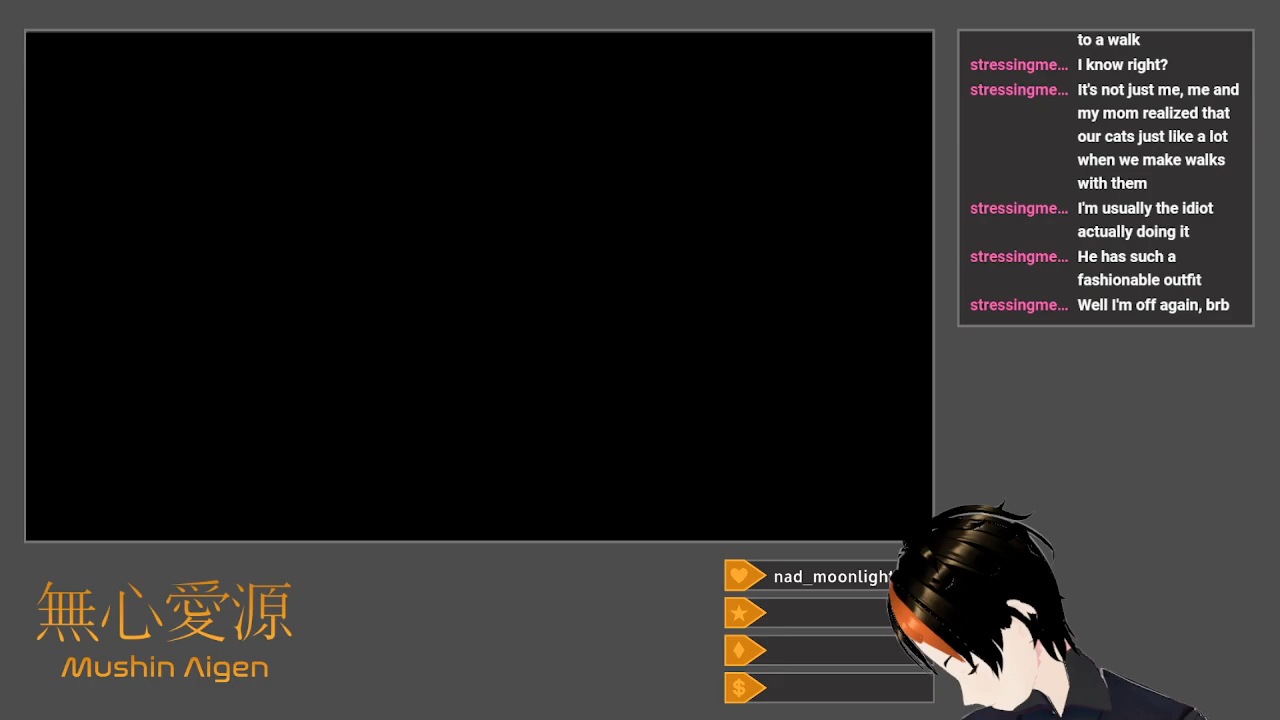 to a walk
stressingme... I know right?
stressingme... It's not just me, me and
my mom realized that
our cats just like a lot
when we make walks
with them
stressingme... I'm usually the idiot
actually doing it
stressingme... He has such a
fashionable outfit
stressingme... Well I'm off again, brb
nad_moonlight
無心愛源
Mushin Aigen
$